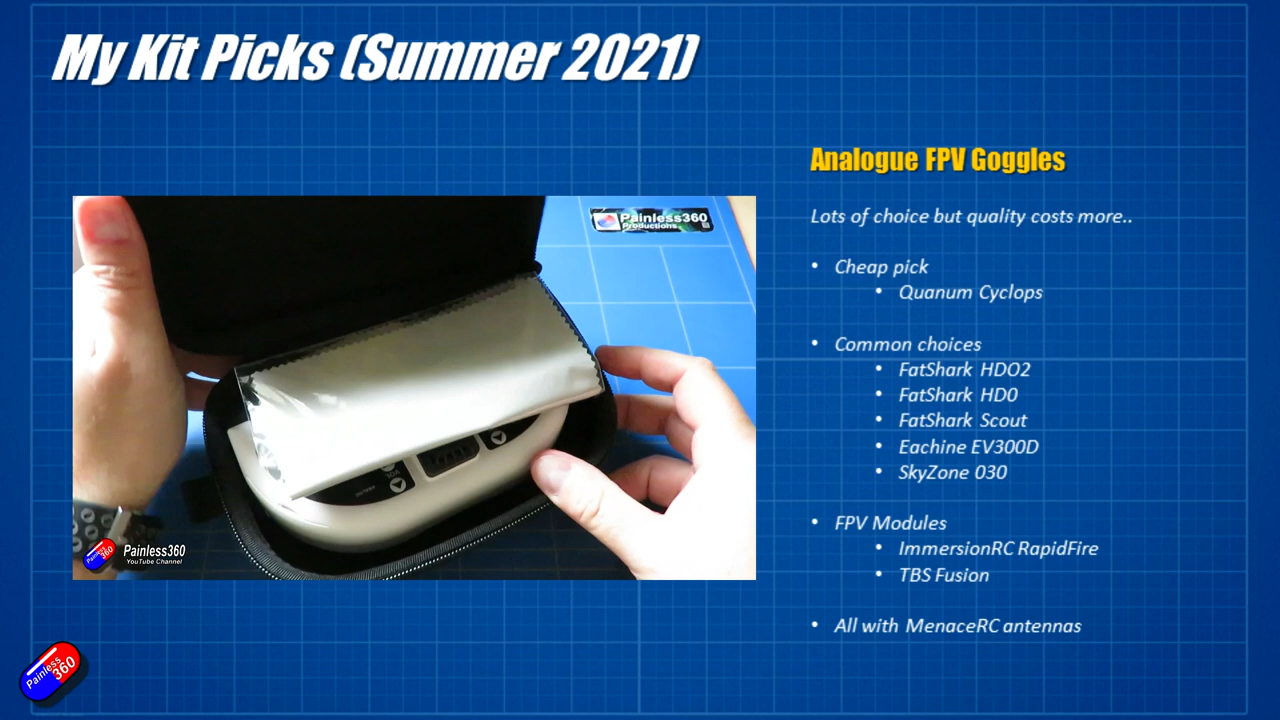 My Kit Picks (Summer 2021)
Analogue FPV Goggles
Lots of choice but quality costs more..
• Cheap pick
• Quanum Cyclops
• Common choices
• FatShark HDO2
• FatShark HD0
• FatShark Scout
• Eachine EV300D
• SkyZone 030
• FPV Modules
• ImmersionRC RapidFire
• TBS Fusion
• All with MenaceRC antennas
Painless360
Productions
Painless
360
Painless360
YouTube Channel
Painless
360